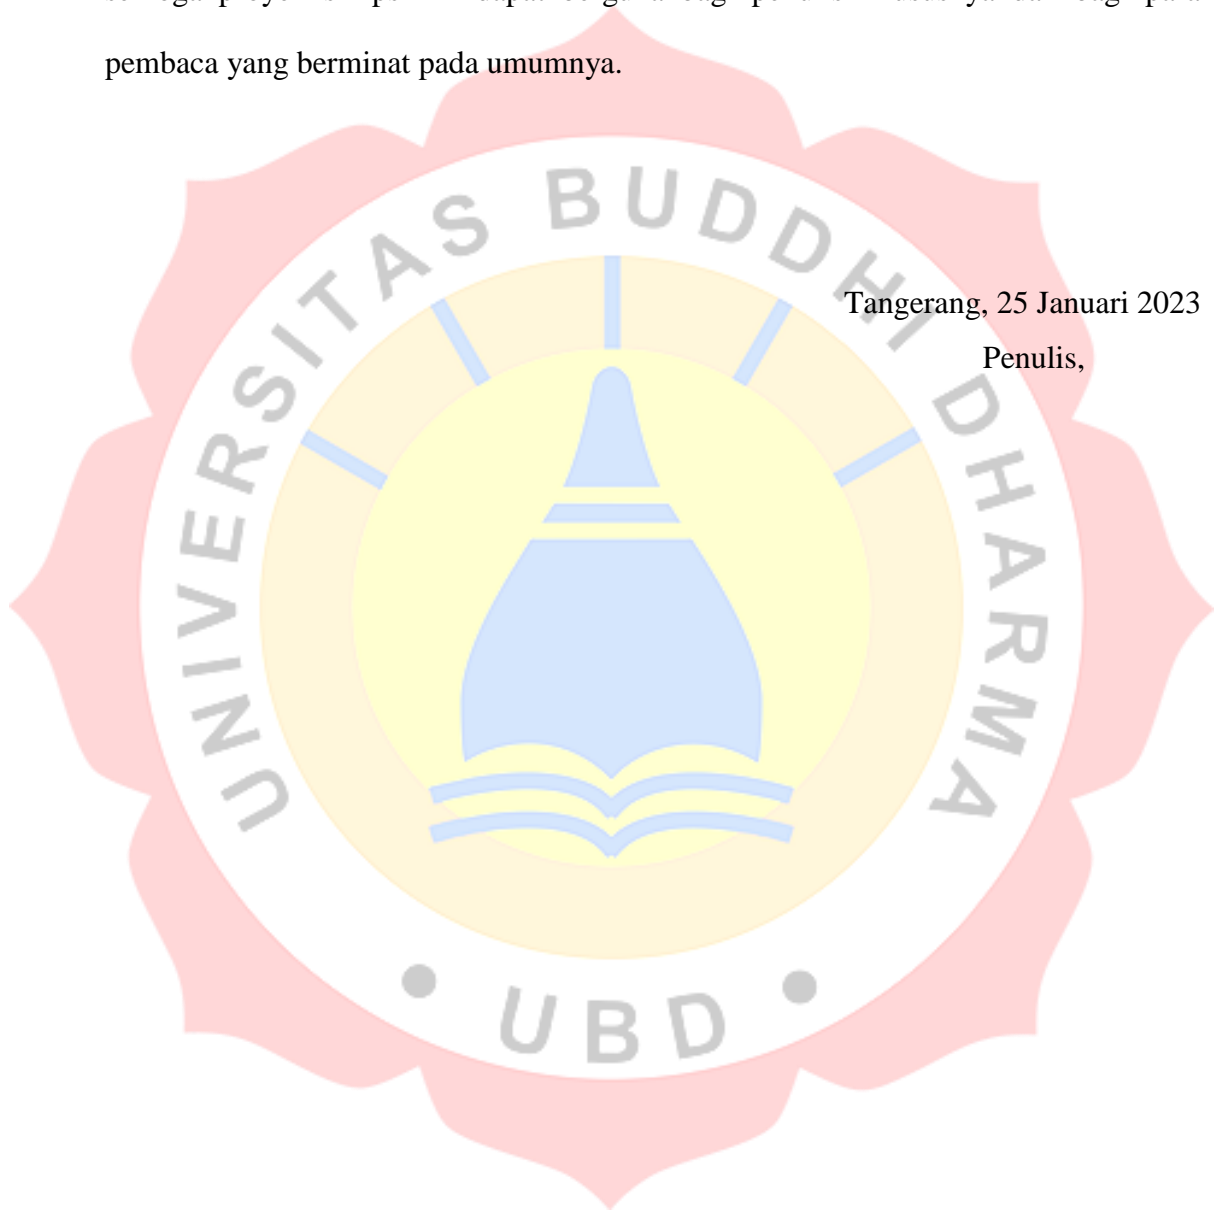 pembaca yang berminat pada umumnya.
UNIVERSITAS BUDDHI DHARMA
Tangerang, 25 Januari 2023
Penulis,
• UBD •